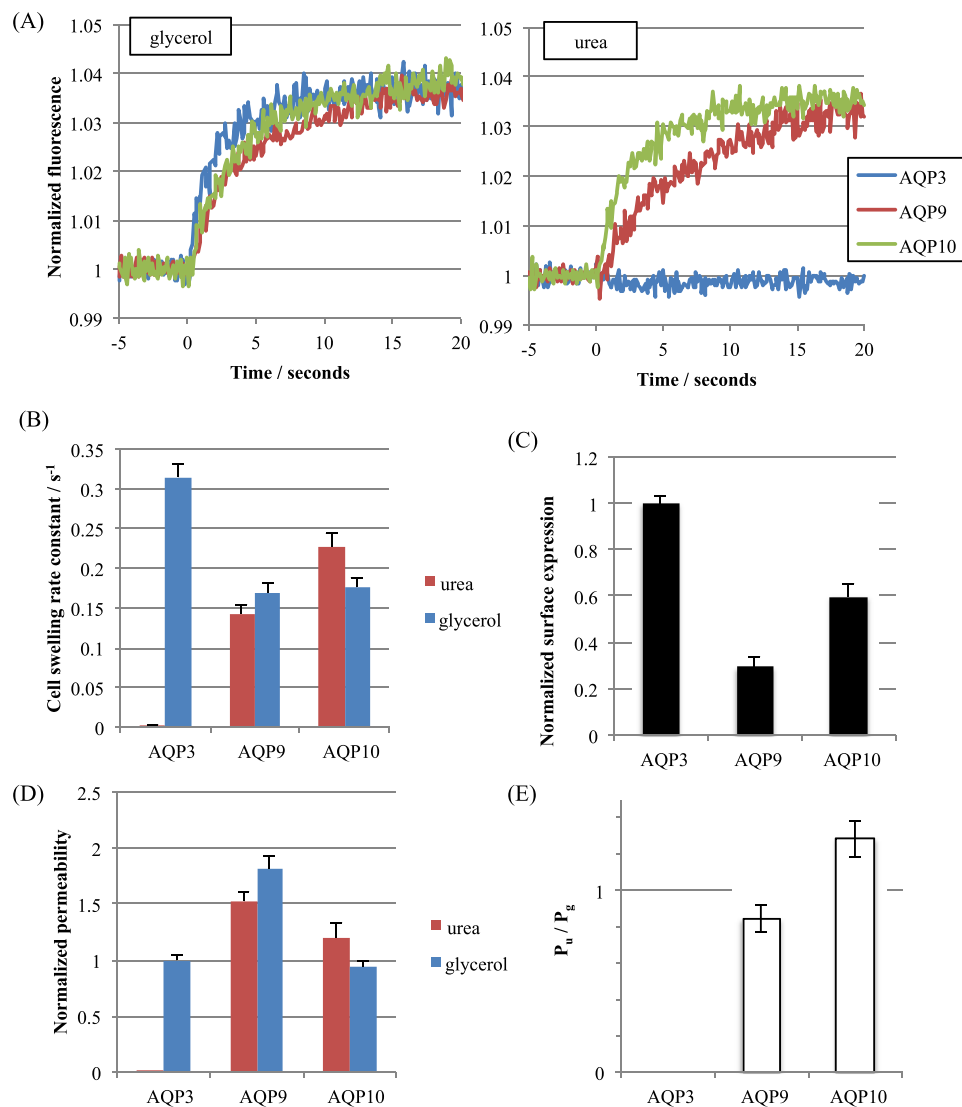 (A)
glycerol
urea
Normalized fluorescence
1.05
1.04
1.03
1.02
1.01
1
0.99
-5
0
5
10
15
20
Time / seconds
1.05
1.04
1.03
1.02
1.01
1
0.99
-5
0
5
10
15
20
Time / seconds
AQP3
AQP9
AQP10
(B)
Cell swelling rate constant / s-1
0.35
0.3
0.25
0.2
0.15
0.1
0.05
0
AQP3
AQP9
AQP10
urea
glycerol
(C)
Normalized surface expression
1.2
1
0.8
0.6
0.4
0.2
0
AQP3
AQP9
AQP10
(D)
Normalized permeability
2.5
2
1.5
1
0.5
0
AQP3
AQP9
AQP10
urea
glycerol
(E)
Pu / Pg
1
0
AQP3
AQP9
AQP10